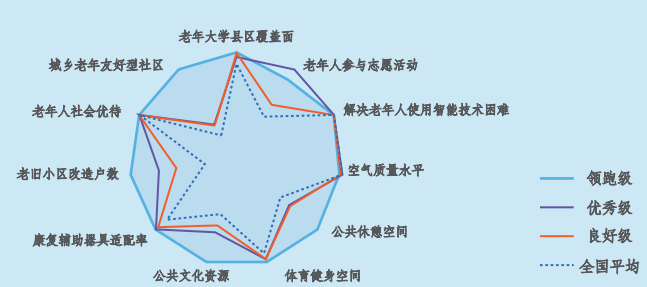 老年大学县区覆盖面
城乡老年友好型社区
老年人参与志愿活动
老年人社会优待
解决老年人使用智能技术困难
老旧小区改造户数
空气质量水平
领跑级
优秀级
康复辅助器具适配率
公共休憩空间
良好级
公共文化资源
体育健身空间
全国平均